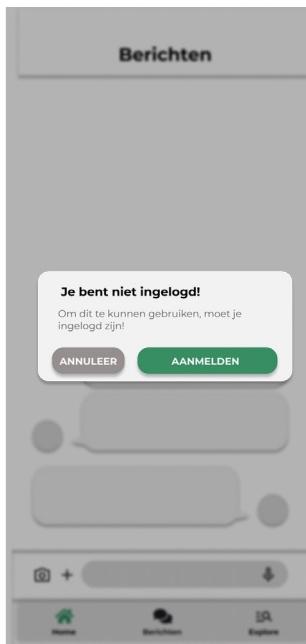 Berichten
Je bent niet ingelogd!
Om dit te kunnen gebruiken, moet je
ingelogd zijn!
ANNULEER
AANMELDEN
Home
Berichten
Explore